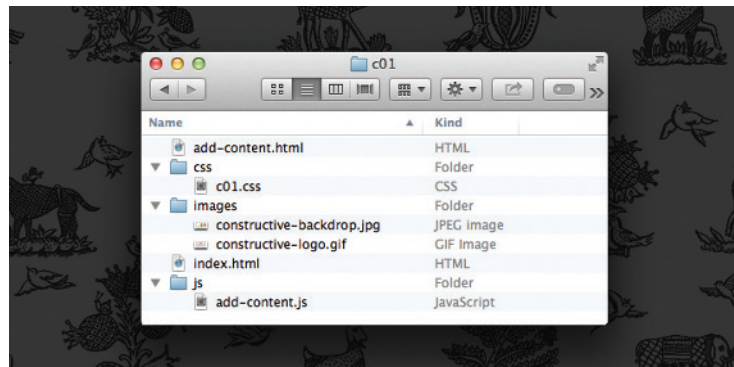 c01
Name Kind
add-content.html HTML
css Folder
c01.css CSS
images Folder
constructive-backdrop.jpg JPEG image
constructive-logo.gif GIF Image
index.html HTML
js Folder
add-content.js JavaScript